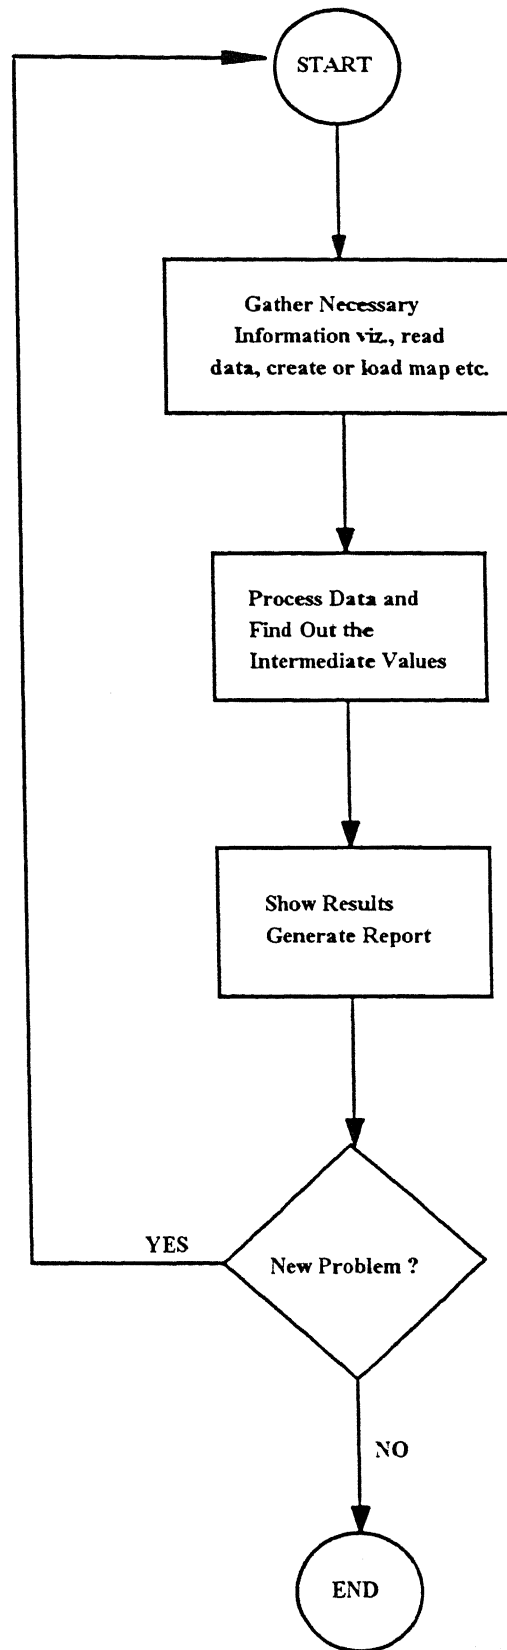 START
Gather Necessary
Information viz., read
data, create or load map etc.
Process Data and
Find Out the
Intermediate Values
Show Results
Generate Report
New Problem ?
YES
NO
END